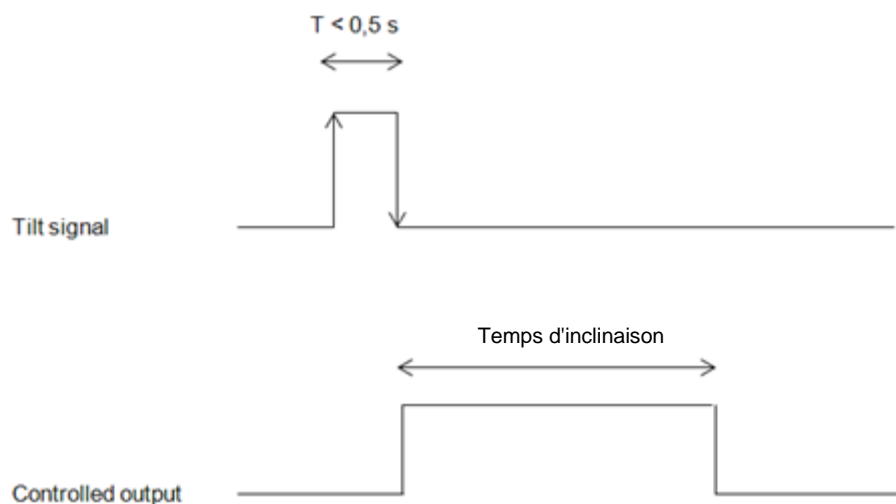 T < 0,5 s
Tilt signal
Temps d'inclinaison
Controlled output